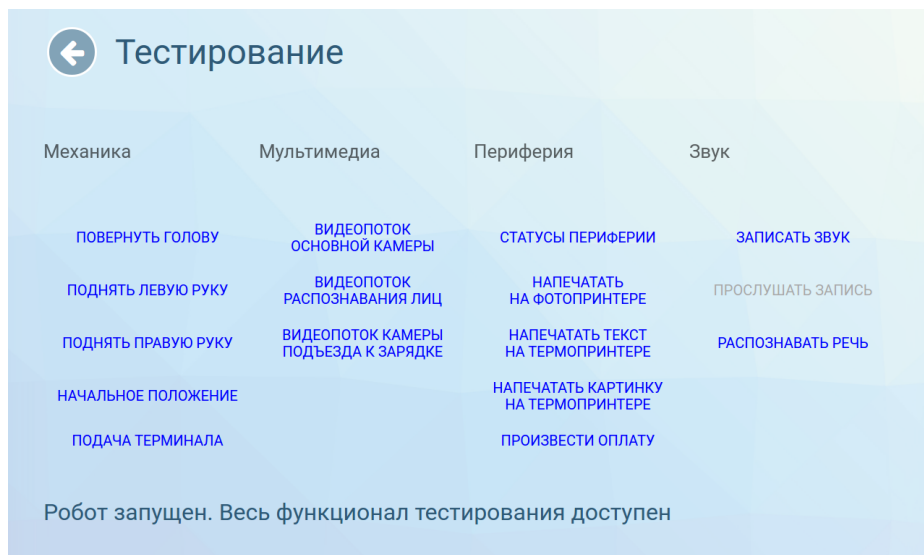 Тестирование
Механика
Мультимедиа
Периферия
Звук
ПОВЕРНУТЬ ГОЛОВУ
ПОДНЯТЬ ЛЕВУЮ РУКУ
ПОДНЯТЬ ПРАВУЮ РУКУ
НАЧАЛЬНОЕ ПОЛОЖЕНИЕ
ПОДАЧА ТЕРМИНАЛА
ВИДЕОПОТОК
ОСНОВНОЙ КАМЕРЫ
ВИДЕОПОТОК
РАСПОЗНАВАНИЯ ЛИЦ
ВИДЕОПОТОК КАМЕРЫ
ПОДЪЕЗДА К ЗАРЯДКЕ
СТАТУСЫ ПЕРИФЕРИИ
НАПЕЧАТАТЬ
НА ФОТОПРИНТЕРЕ
НАПЕЧАТАТЬ ТЕКСТ
НА ТЕРМОПРИНТЕРЕ
НАПЕЧАТАТЬ КАРТИНКУ
НА ТЕРМОПРИНТЕРЕ
ПРОИЗВЕСТИ ОПЛАТУ
ЗАПИСАТЬ ЗВУК
ПРОСЛУШАТЬ ЗАПИСЬ
РАСПОЗНАВАТЬ РЕЧЬ
Робот запущен. Весь функционал тестирования доступен